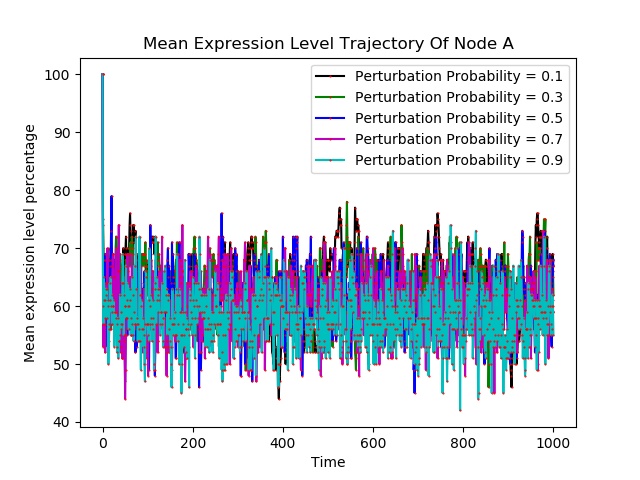 Mean Expression Level Trajectory Of Node A
Perturbation Probability = 0.1
Perturbation Probability = 0.3
Perturbation Probability = 0.5
Perturbation Probability = 0.7
Perturbation Probability = 0.9
Mean expression level percentage
100
90
80
70
60
50
40
0 200 400 600 800 1000
Time